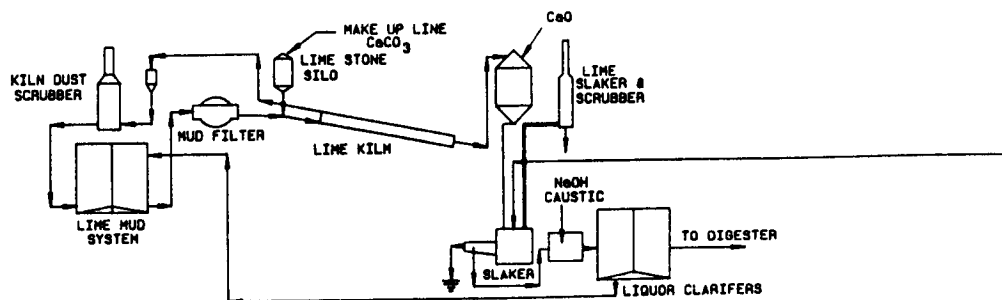 CaO
MAKE UP LINE
CaCO3
LIME STONE
SILO
KILN DUST
SCRUBBER
LIME
SLAKER &
SCRUBBER
MUD FILTER
LIME KILM
NaOH
CAUSTIC
LIME MUD
SYSTEM
TO DIGESTER
SLAKER
LIQUOR CLARIFERS